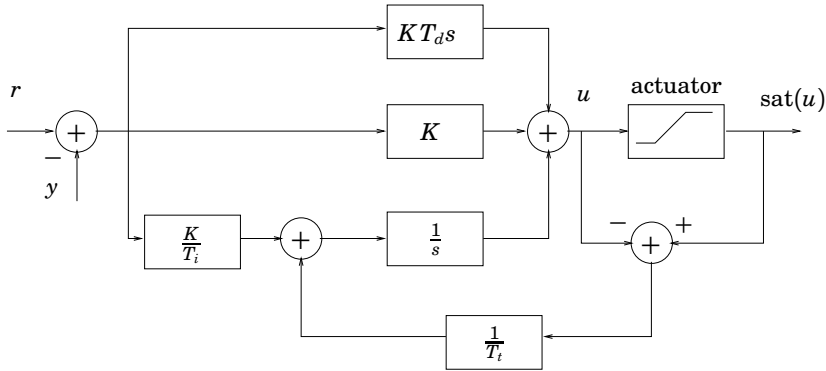 KT_d s
r
u
actuator
sat(u)
+
K
+
−
y
−
+
K/T_i
+
1/s
+
1/T_t